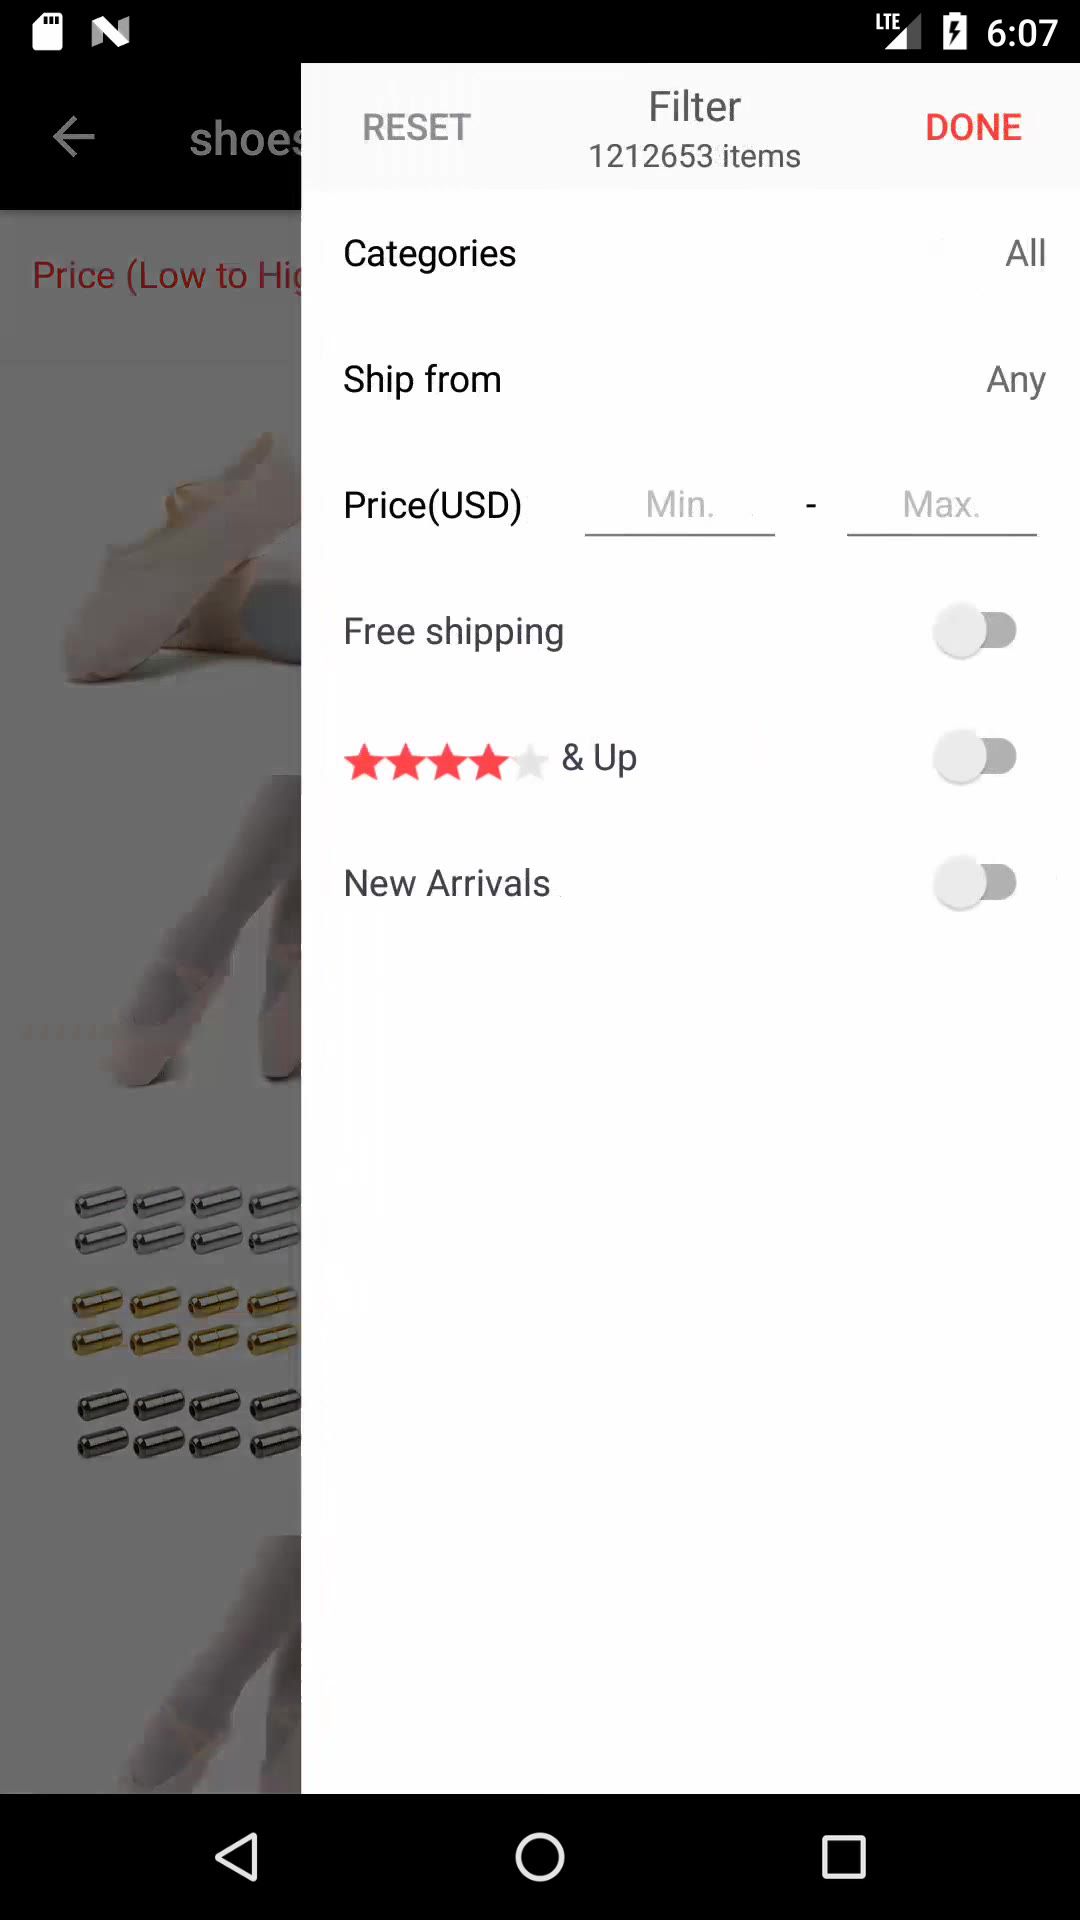 LTE 6:07
shoes
RESET Filter DONE
1212653 items
Price (Low to Hig
Categories All
Ship from Any
Price(USD) Min. - Max.
Free shipping
& Up
New Arrivals